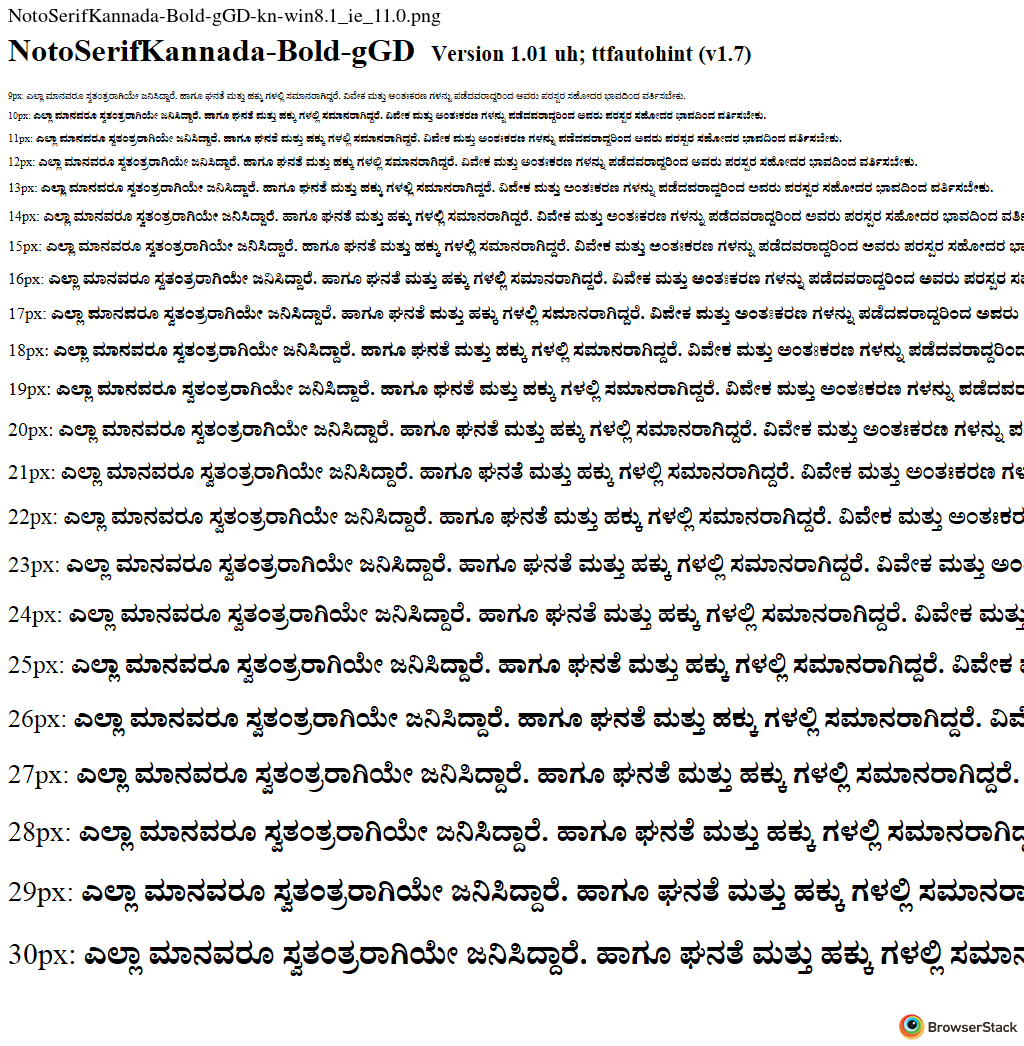 NotoSerifKannada-Bold-gGD-kn-win8.1_ie_11.0.png
NotoSerifKannada-Bold-gGD Version 1.01 uh; ttfautohint (v1.7)
9px: ಎಲ್ಲಾ ಮಾನವರೂ ಸ್ವತಂತ್ರರಾಗಿಯೇ ಜನಿಸಿದ್ದಾರೆ. ಹಾಗೂ ಘನತೆ ಮತ್ತು ಹಕ್ಕು ಗಳಲ್ಲಿ ಸಮಾನರಾಗಿದ್ದರೆ. ವಿವೇಕ ಮತ್ತು ಅಂತಃಕರಣ ಗಳನ್ನು ಪಡೆದವರಾದ್ದರಿಂದ ಅವರು ಪರಸ್ಪರ ಸಹೋದರ ಭಾವದಿಂದ ವರ್ತಿಸಬೇಕು.
10px: ಎಲ್ಲಾ ಮಾನವರೂ ಸ್ವತಂತ್ರರಾಗಿಯೇ ಜನಿಸಿದ್ದಾರೆ. ಹಾಗೂ ಘನತೆ ಮತ್ತು ಹಕ್ಕು ಗಳಲ್ಲಿ ಸಮಾನರಾಗಿದ್ದರೆ. ವಿವೇಕ ಮತ್ತು ಅಂತಃಕರಣ ಗಳನ್ನು ಪಡೆದವರಾದ್ದರಿಂದ ಅವರು ಪರಸ್ಪರ ಸಹೋದರ ಭಾವದಿಂದ ವರ್ತಿಸಬೇಕು.
11px: ಎಲ್ಲಾ ಮಾನವರೂ ಸ್ವತಂತ್ರರಾಗಿಯೇ ಜನಿಸಿದ್ದಾರೆ. ಹಾಗೂ ಘನತೆ ಮತ್ತು ಹಕ್ಕು ಗಳಲ್ಲಿ ಸಮಾನರಾಗಿದ್ದರೆ. ವಿವೇಕ ಮತ್ತು ಅಂತಃಕರಣ ಗಳನ್ನು ಪಡೆದವರಾದ್ದರಿಂದ ಅವರು ಪರಸ್ಪರ ಸಹೋದರ ಭಾವದಿಂದ ವರ್ತಿಸಬೇಕು.
12px: ಎಲ್ಲಾ ಮಾನವರೂ ಸ್ವತಂತ್ರರಾಗಿಯೇ ಜನಿಸಿದ್ದಾರೆ. ಹಾಗೂ ಘನತೆ ಮತ್ತು ಹಕ್ಕು ಗಳಲ್ಲಿ ಸಮಾನರಾಗಿದ್ದರೆ. ವಿವೇಕ ಮತ್ತು ಅಂತಃಕರಣ ಗಳನ್ನು ಪಡೆದವರಾದ್ದರಿಂದ ಅವರು ಪರಸ್ಪರ ಸಹೋದರ ಭಾವದಿಂದ ವರ್ತಿಸಬೇಕು.
13px: ಎಲ್ಲಾ ಮಾನವರೂ ಸ್ವತಂತ್ರರಾಗಿಯೇ ಜನಿಸಿದ್ದಾರೆ. ಹಾಗೂ ಘನತೆ ಮತ್ತು ಹಕ್ಕು ಗಳಲ್ಲಿ ಸಮಾನರಾಗಿದ್ದರೆ. ವಿವೇಕ ಮತ್ತು ಅಂತಃಕರಣ ಗಳನ್ನು ಪಡೆದವರಾದ್ದರಿಂದ ಅವರು ಪರಸ್ಪರ ಸಹೋದರ ಭಾವದಿಂದ ವರ್ತಿಸಬೇಕು.
14px: ಎಲ್ಲಾ ಮಾನವರೂ ಸ್ವತಂತ್ರರಾಗಿಯೇ ಜನಿಸಿದ್ದಾರೆ. ಹಾಗೂ ಘನತೆ ಮತ್ತು ಹಕ್ಕು ಗಳಲ್ಲಿ ಸಮಾನರಾಗಿದ್ದರೆ. ವಿವೇಕ ಮತ್ತು ಅಂತಃಕರಣ ಗಳನ್ನು ಪಡೆದವರಾದ್ದರಿಂದ ಅವರು ಪರಸ್ಪರ ಸಹೋದರ ಭಾವದಿಂದ
15px: ಎಲ್ಲಾ ಮಾನವರೂ ಸ್ವತಂತ್ರರಾಗಿಯೇ ಜನಿಸಿದ್ದಾರೆ. ಹಾಗೂ ಘನತೆ ಮತ್ತು ಹಕ್ಕು ಗಳಲ್ಲಿ ಸಮಾನರಾಗಿದ್ದರೆ. ವಿವೇಕ ಮತ್ತು ಅಂತಃಕರಣ ಗಳನ್ನು ಪಡೆದವರಾದ್ದರಿಂದ ಅವರು ಪರಸ್ಪರ ಸಹೋದರ
16px: ಎಲ್ಲಾ ಮಾನವರೂ ಸ್ವತಂತ್ರರಾಗಿಯೇ ಜನಿಸಿದ್ದಾರೆ. ಹಾಗೂ ಘನತೆ ಮತ್ತು ಹಕ್ಕು ಗಳಲ್ಲಿ ಸಮಾನರಾಗಿದ್ದರೆ. ವಿವೇಕ ಮತ್ತು ಅಂತಃಕರಣ ಗಳನ್ನು ಪಡೆದವರಾದ್ದರಿಂದ ಅವರು ಪರಸ್ಪರ
17px: ಎಲ್ಲಾ ಮಾನವರೂ ಸ್ವತಂತ್ರರಾಗಿಯೇ ಜನಿಸಿದ್ದಾರೆ. ಹಾಗೂ ಘನತೆ ಮತ್ತು ಹಕ್ಕು ಗಳಲ್ಲಿ ಸಮಾನರಾಗಿದ್ದರೆ. ವಿವೇಕ ಮತ್ತು ಅಂತಃಕರಣ ಗಳನ್ನು ಪಡೆದವರಾದ್ದರಿಂದ ಅವರು
18px: ಎಲ್ಲಾ ಮಾನವರೂ ಸ್ವತಂತ್ರರಾಗಿಯೇ ಜನಿಸಿದ್ದಾರೆ. ಹಾಗೂ ಘನತೆ ಮತ್ತು ಹಕ್ಕು ಗಳಲ್ಲಿ ಸಮಾನರಾಗಿದ್ದರೆ. ವಿವೇಕ ಮತ್ತು ಅಂತಃಕರಣ ಗಳನ್ನು
19px: ಎಲ್ಲಾ ಮಾನವರೂ ಸ್ವತಂತ್ರರಾಗಿಯೇ ಜನಿಸಿದ್ದಾರೆ. ಹಾಗೂ ಘನತೆ ಮತ್ತು ಹಕ್ಕು ಗಳಲ್ಲಿ ಸಮಾನರಾಗಿದ್ದರೆ. ವಿವೇಕ ಮತ್ತು ಅಂತಃಕರಣ ಗಳನ್ನು
20px: ಎಲ್ಲಾ ಮಾನವರೂ ಸ್ವತಂತ್ರರಾಗಿಯೇ ಜನಿಸಿದ್ದಾರೆ. ಹಾಗೂ ಘನತೆ ಮತ್ತು ಹಕ್ಕು ಗಳಲ್ಲಿ ಸಮಾನರಾಗಿದ್ದರೆ. ವಿವೇಕ ಮತ್ತು ಅಂತಃಕರಣ ಗಳನ್ನು
21px: ಎಲ್ಲಾ ಮಾನವರೂ ಸ್ವತಂತ್ರರಾಗಿಯೇ ಜನಿಸಿದ್ದಾರೆ. ಹಾಗೂ ಘನತೆ ಮತ್ತು ಹಕ್ಕು ಗಳಲ್ಲಿ ಸಮಾನರಾಗಿದ್ದರೆ. ವಿವೇಕ ಮತ್ತು ಅಂತಃಕರಣ
22px: ಎಲ್ಲಾ ಮಾನವರೂ ಸ್ವತಂತ್ರರಾಗಿಯೇ ಜನಿಸಿದ್ದಾರೆ. ಹಾಗೂ ಘನತೆ ಮತ್ತು ಹಕ್ಕು ಗಳಲ್ಲಿ ಸಮಾನರಾಗಿದ್ದರೆ. ವಿವೇಕ ಮತ್ತು
23px: ಎಲ್ಲಾ ಮಾನವರೂ ಸ್ವತಂತ್ರರಾಗಿಯೇ ಜನಿಸಿದ್ದಾರೆ. ಹಾಗೂ ಘನತೆ ಮತ್ತು ಹಕ್ಕು ಗಳಲ್ಲಿ ಸಮಾನರಾಗಿದ್ದರೆ. ವಿವೇಕ ಮತ್ತು
24px: ಎಲ್ಲಾ ಮಾನವರೂ ಸ್ವತಂತ್ರರಾಗಿಯೇ ಜನಿಸಿದ್ದಾರೆ. ಹಾಗೂ ಘನತೆ ಮತ್ತು ಹಕ್ಕು ಗಳಲ್ಲಿ ಸಮಾನರಾಗಿದ್ದರೆ. ವಿವೇಕ ಮತ್ತು
25px: ಎಲ್ಲಾ ಮಾನವರೂ ಸ್ವತಂತ್ರರಾಗಿಯೇ ಜನಿಸಿದ್ದಾರೆ. ಹಾಗೂ ಘನತೆ ಮತ್ತು ಹಕ್ಕು ಗಳಲ್ಲಿ ಸಮಾನರಾಗಿದ್ದರೆ. ವಿವೇಕ
26px: ಎಲ್ಲಾ ಮಾನವರೂ ಸ್ವತಂತ್ರರಾಗಿಯೇ ಜನಿಸಿದ್ದಾರೆ. ಹಾಗೂ ಘನತೆ ಮತ್ತು ಹಕ್ಕು ಗಳಲ್ಲಿ ಸಮಾನರಾಗಿದ್ದರೆ.
27px: ಎಲ್ಲಾ ಮಾನವರೂ ಸ್ವತಂತ್ರರಾಗಿಯೇ ಜನಿಸಿದ್ದಾರೆ. ಹಾಗೂ ಘನತೆ ಮತ್ತು ಹಕ್ಕು ಗಳಲ್ಲಿ ಸಮಾನರಾಗಿದ್ದರೆ.
28px: ಎಲ್ಲಾ ಮಾನವರೂ ಸ್ವತಂತ್ರರಾಗಿಯೇ ಜನಿಸಿದ್ದಾರೆ. ಹಾಗೂ ಘನತೆ ಮತ್ತು ಹಕ್ಕು ಗಳಲ್ಲಿ
29px: ಎಲ್ಲಾ ಮಾನವರೂ ಸ್ವತಂತ್ರರಾಗಿಯೇ ಜನಿಸಿದ್ದಾರೆ. ಹಾಗೂ ಘನತೆ ಮತ್ತು ಹಕ್ಕು ಗಳಲ್ಲಿ
30px: ಎಲ್ಲಾ ಮಾನವರೂ ಸ್ವತಂತ್ರರಾಗಿಯೇ ಜನಿಸಿದ್ದಾರೆ. ಹಾಗೂ ಘನತೆ ಮತ್ತು ಹಕ್ಕು ಗಳಲ್ಲಿ
BrowserStack